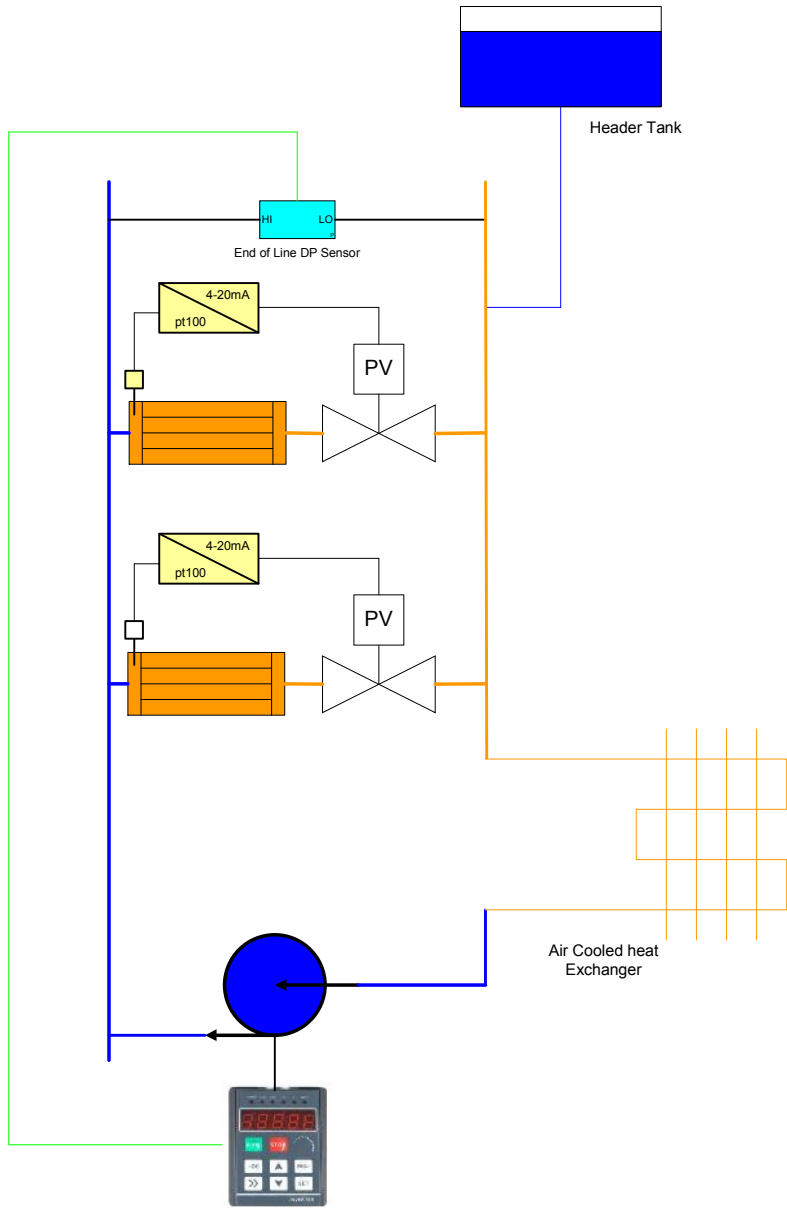 Header Tank
HI
LO
P
End of Line DP Sensor
4-20mA
pt100
PV
4-20mA
pt100
PV
Air Cooled heat
Exchanger
STOP
SET